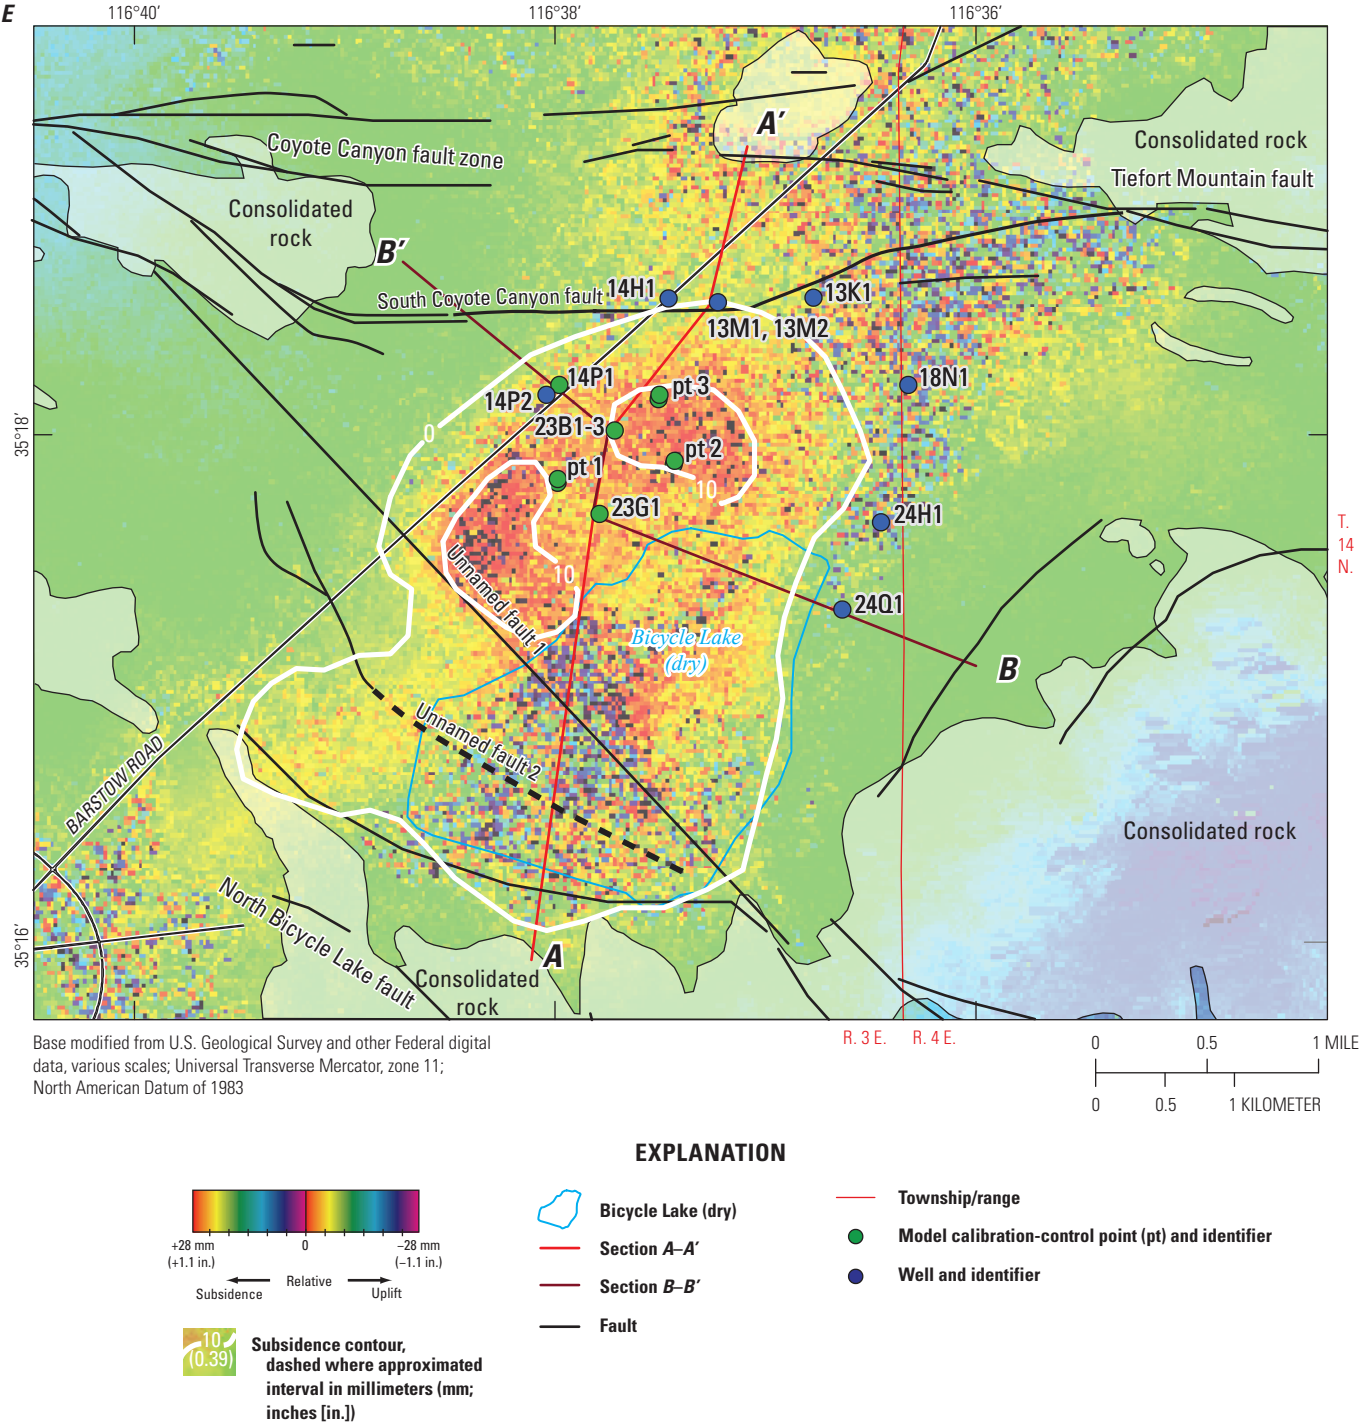 E
116°40'
116°38'
116°36'
A'
Consolidated rock
Coyote Canyon fault zone
Tiefort Mountain fault
Consolidated
rock
B'
South Coyote Canyon fault
14H1
13K1
13M1, 13M2
14P1
pt 3
18N1
14P2
0
23B1-3
35°18'
pt 2
pt 1
10
23G1
24H1
T.
14
N.
10
Unnamed fault 1
24Q1
Bicycle Lake
(dry)
B
Unnamed fault 2
BARSTOW ROAD
Consolidated rock
North Bicycle Lake fault
35°16'
A
Consolidated
rock
R. 3 E.
R. 4 E.
Base modified from U.S. Geological Survey and other Federal digital
data, various scales; Universal Transverse Mercator, zone 11;
North American Datum of 1983
0 0.5 1 MILE
0 0.5 1 KILOMETER
EXPLANATION
+28 mm 0 −28 mm
(+1.1 in.) (−1.1 in.)
Relative
Subsidence Uplift
10
(0.39)
Subsidence contour,
dashed where approximated
interval in millimeters (mm;
inches [in.])
Bicycle Lake (dry)
Section A–A'
Section B–B'
Fault
Township/range
Model calibration-control point (pt) and identifier
Well and identifier